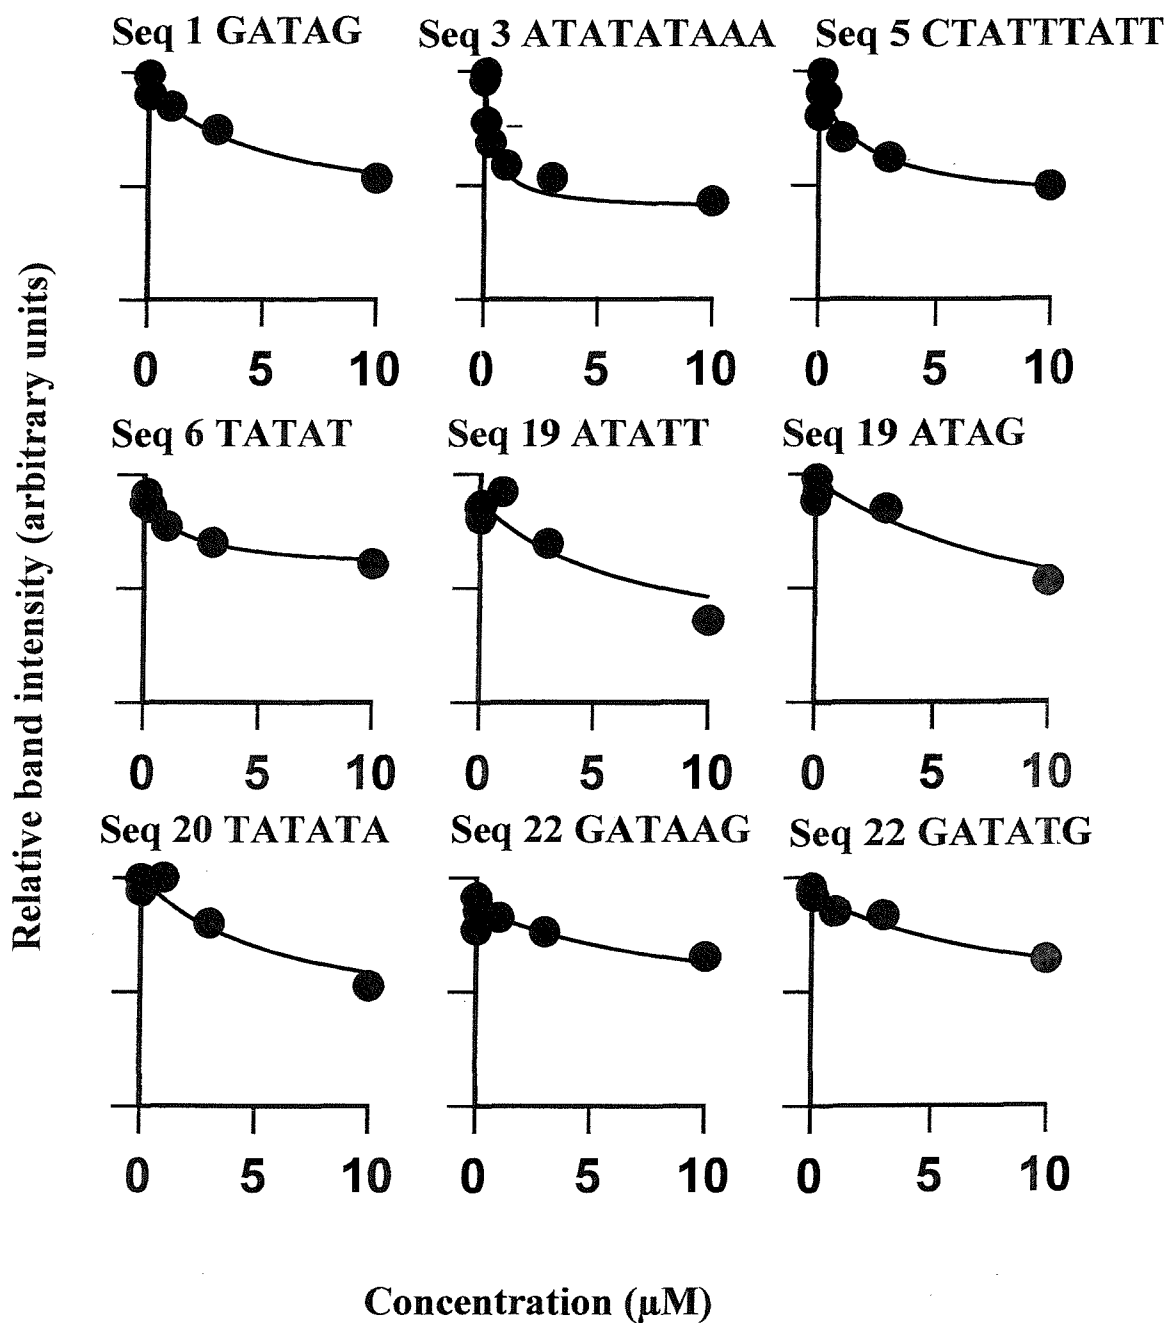 Seq 1 GATAG
Seq 3 ATATATAAA
Seq 5 CTATTTATT
0 5 10
0 5 10
0 5 10
Seq 6 TATAT
Seq 19 ATATT
Seq 19 ATAG
0 5 10
0 5 10
0 5 10
Seq 20 TATATA
Seq 22 GATAAG
Seq 22 GATATG
0 5 10
0 5 10
0 5 10
Relative band intensity (arbitrary units)
Concentration (µM)